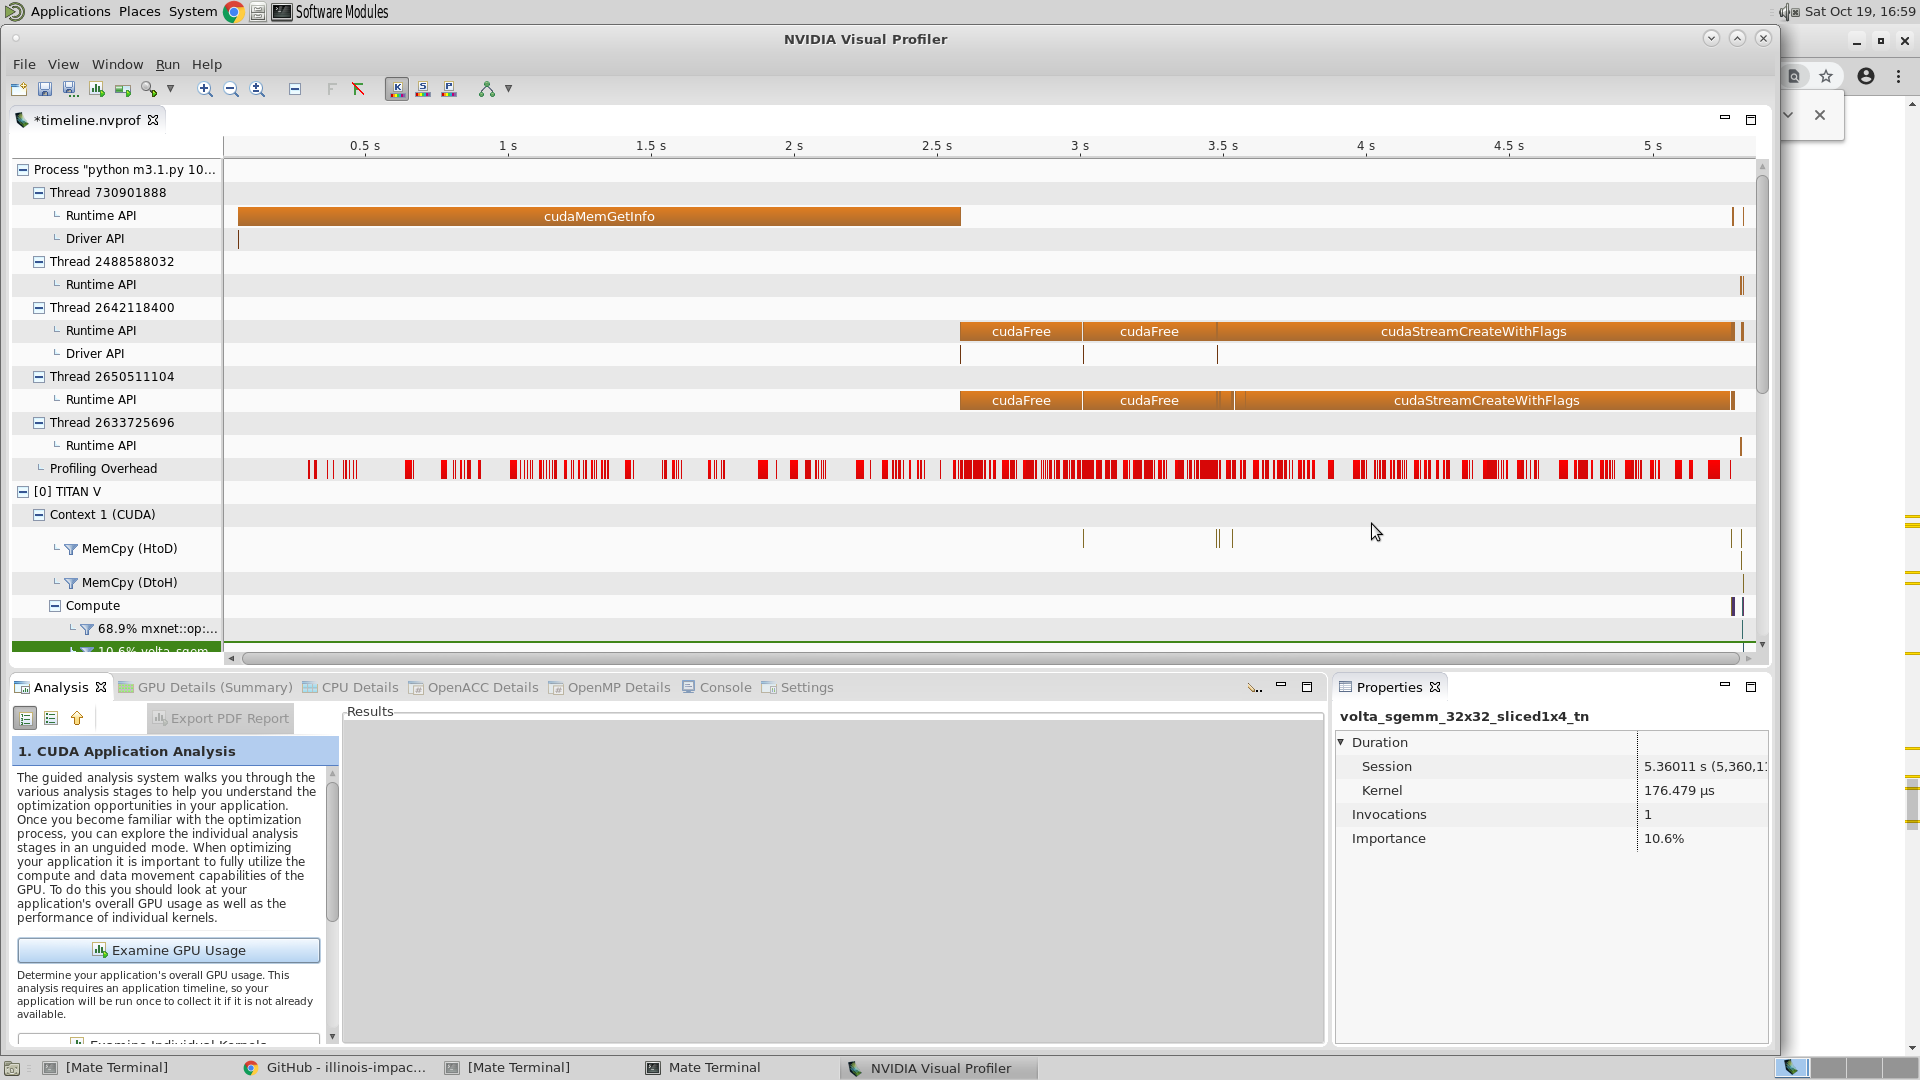 Applications Places System Software Modules Sat Oct 19, 16:59
NVIDIA Visual Profiler
File View Window Run Help
*timeline.nvprof
0.5 s 1 s 1.5 s 2 s 2.5 s 3 s 3.5 s 4 s 4.5 s 5 s
Process "python m3.1.py 10...
Thread 730901888
Runtime API cudaMemGetInfo
Driver API
Thread 2488588032
Runtime API
Thread 2642118400
Runtime API cudaFree cudaFree cudaStreamCreateWithFlags
Driver API
Thread 2650511104
Runtime API cudaFree cudaFree cudaStreamCreateWithFlags
Thread 2633725696
Runtime API
Profiling Overhead
[0] TITAN V
Context 1 (CUDA)
MemCpy (HtoD)
MemCpy (DtoH)
Compute
68.9% mxnet::op:...
10.6% volta_sgem...
Analysis GPU Details (Summary) CPU Details OpenACC Details OpenMP Details Console Settings
Export PDF Report
Results
1. CUDA Application Analysis
The guided analysis system walks you through the
various analysis stages to help you understand the
optimization opportunities in your application.
Once you become familiar with the optimization
process, you can explore the individual analysis
stages in an unguided mode. When optimizing
your application it is important to fully utilize the
compute and data movement capabilities of the
GPU. To do this you should look at your
application's overall GPU usage as well as the
performance of individual kernels.
Examine GPU Usage
Determine your application's overall GPU usage. This
analysis requires an application timeline, so your
application will be run once to collect it if it is not already
available.
Examine Individual Kernels
Properties
volta_sgemm_32x32_sliced1x4_tn
Duration
Session 5.36011 s (5,360,1
Kernel 176.479 µs
Invocations 1
Importance 10.6%
[Mate Terminal] GitHub - illinois-impac... [Mate Terminal] Mate Terminal NVIDIA Visual Profiler